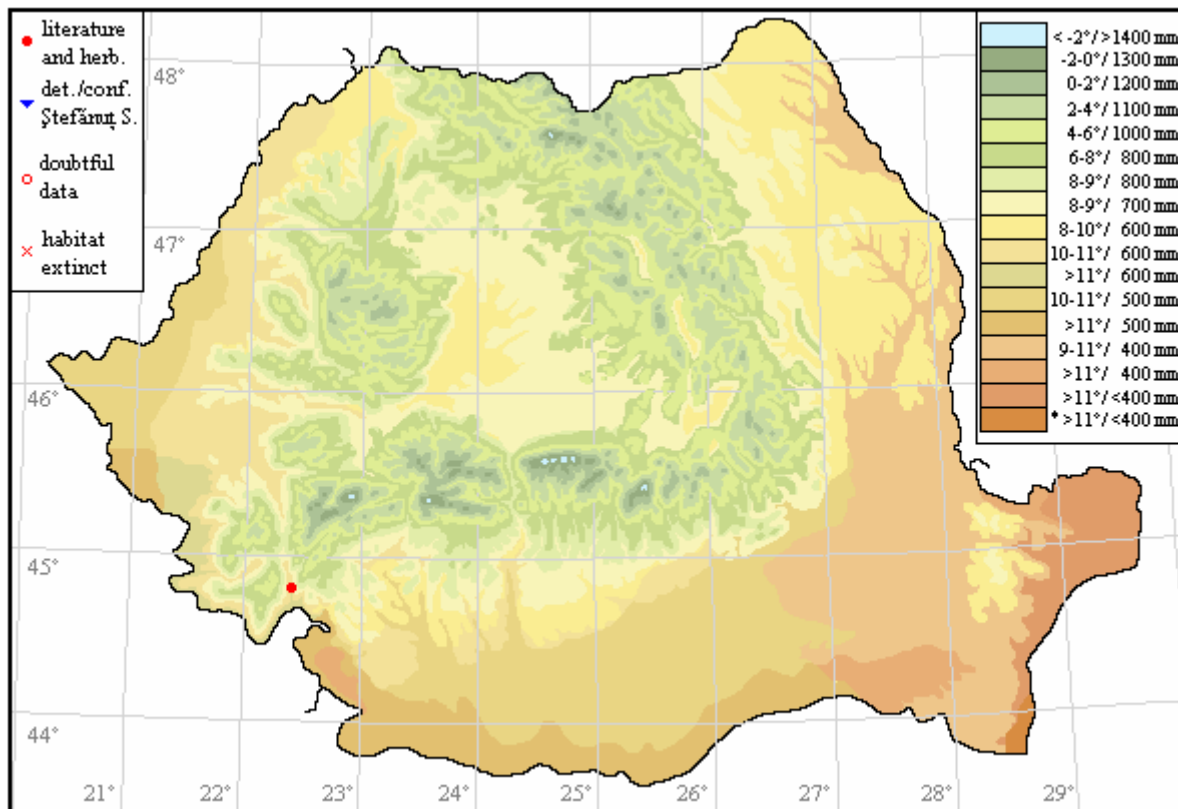 literature
and herb.
det./conf.
Ştefănuţ S.
doubtful
data
habitat
extinct
< -2°/>1400 mm
-2-0°/1300 mm
0-2°/1200 mm
2-4°/1100 mm
4-6°/1000 mm
6-8°/ 800 mm
8-9°/ 800 mm
8-9°/ 700 mm
8-10°/ 600 mm
10-11°/ 600 mm
>11°/ 600 mm
10-11°/ 500 mm
>11°/ 500 mm
9-11°/ 400 mm
>11°/ 400 mm
>11°/<400 mm
* >11°/<400 mm
48°
47°
46°
45°
44°
21°
22°
23°
24°
25°
26°
27°
28°
29°